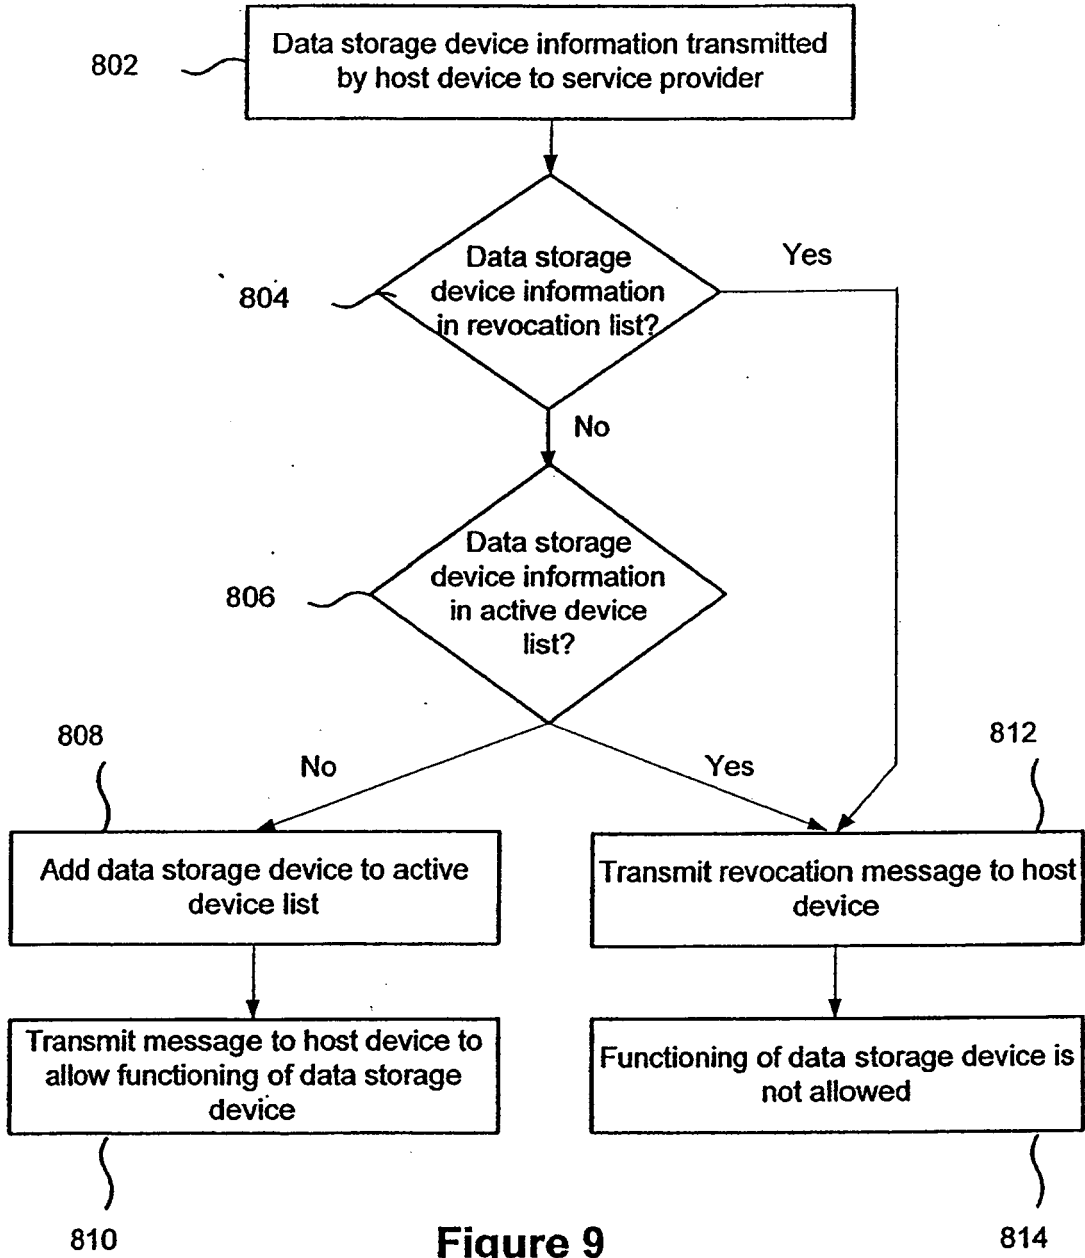 802
Data storage device information transmitted
by host device to service provider
804
Data storage
device information
in revocation list?
Yes
No
806
Data storage
device information
in active device
list?
808
No
Yes
812
Add data storage device to active
device list
Transmit revocation message to host
device
Transmit message to host device to
allow functioning of data storage
device
Functioning of data storage device is
not allowed
810
Figure 9
814